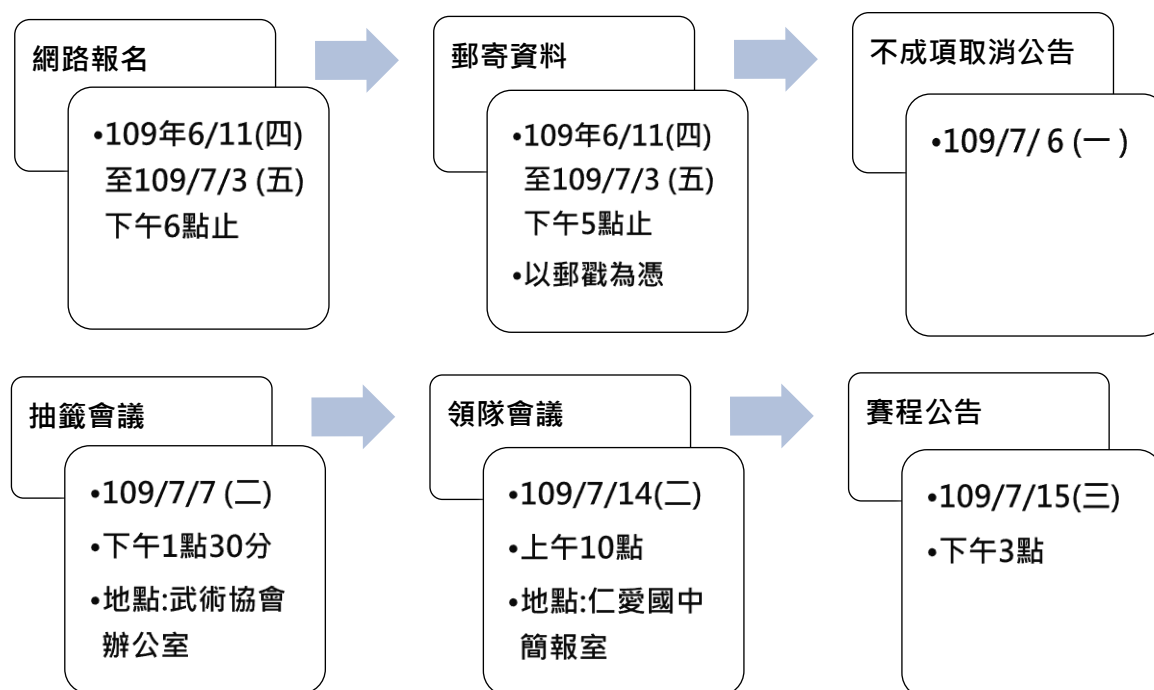 網路報名
•109年6/11(四)
至109/7/3 (五)
下午6點止
郵寄資料
•109年6/11(四)
至109/7/3 (五)
下午5點止
•以郵戳為憑
不成項取消公告
•109/7/ 6 (一 )
抽籤會議
•109/7/7 (二)
•下午1點30分
•地點:武術協會
辦公室
領隊會議
•109/7/14(二)
•上午10點
•地點:仁愛國中
簡報室
賽程公告
•109/7/15(三)
•下午3點